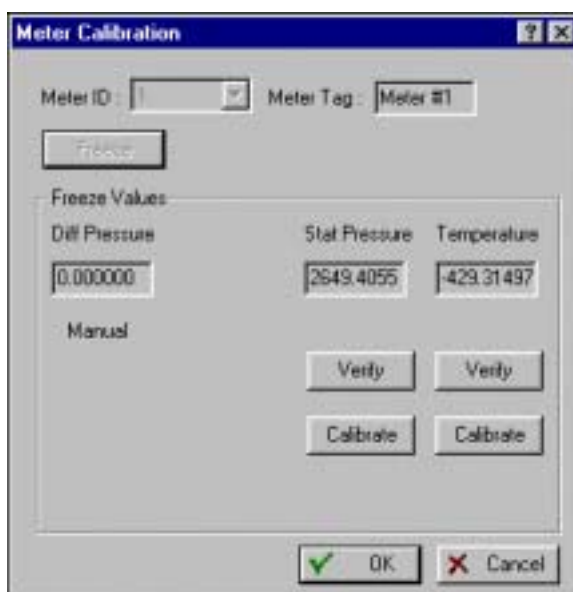 Meter Calibration
Meter ID : 1 Meter Tag : Meter #1
Freeze
Freeze Values
Diff Pressure Stat Pressure Temperature
0.000000 2649.4055 -429.31497
Manual
Verify Verify
Calibrate Calibrate
OK Cancel